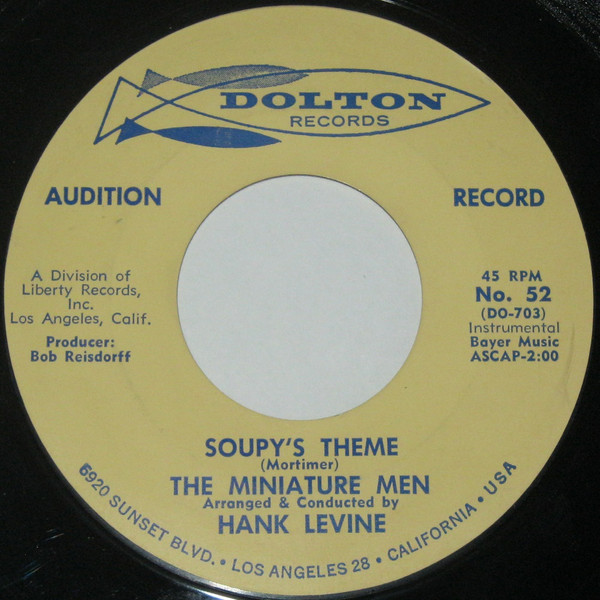 DOLTON
RECORDS
AUDITION RECORD
A Division of
Liberty Records,
Inc.
Los Angeles, Calif.
Producer:
Bob Reisdorff
45 RPM
No. 52
(DO-703)
Instrumental
Bayer Music
ASCAP-2:00
SOUPY'S THEME
(Mortimer)
THE MINIATURE MEN
Arranged & Conducted by
HANK LEVINE
6920 SUNSET BLVD. • LOS ANGELES 28 • CALIFORNIA • USA